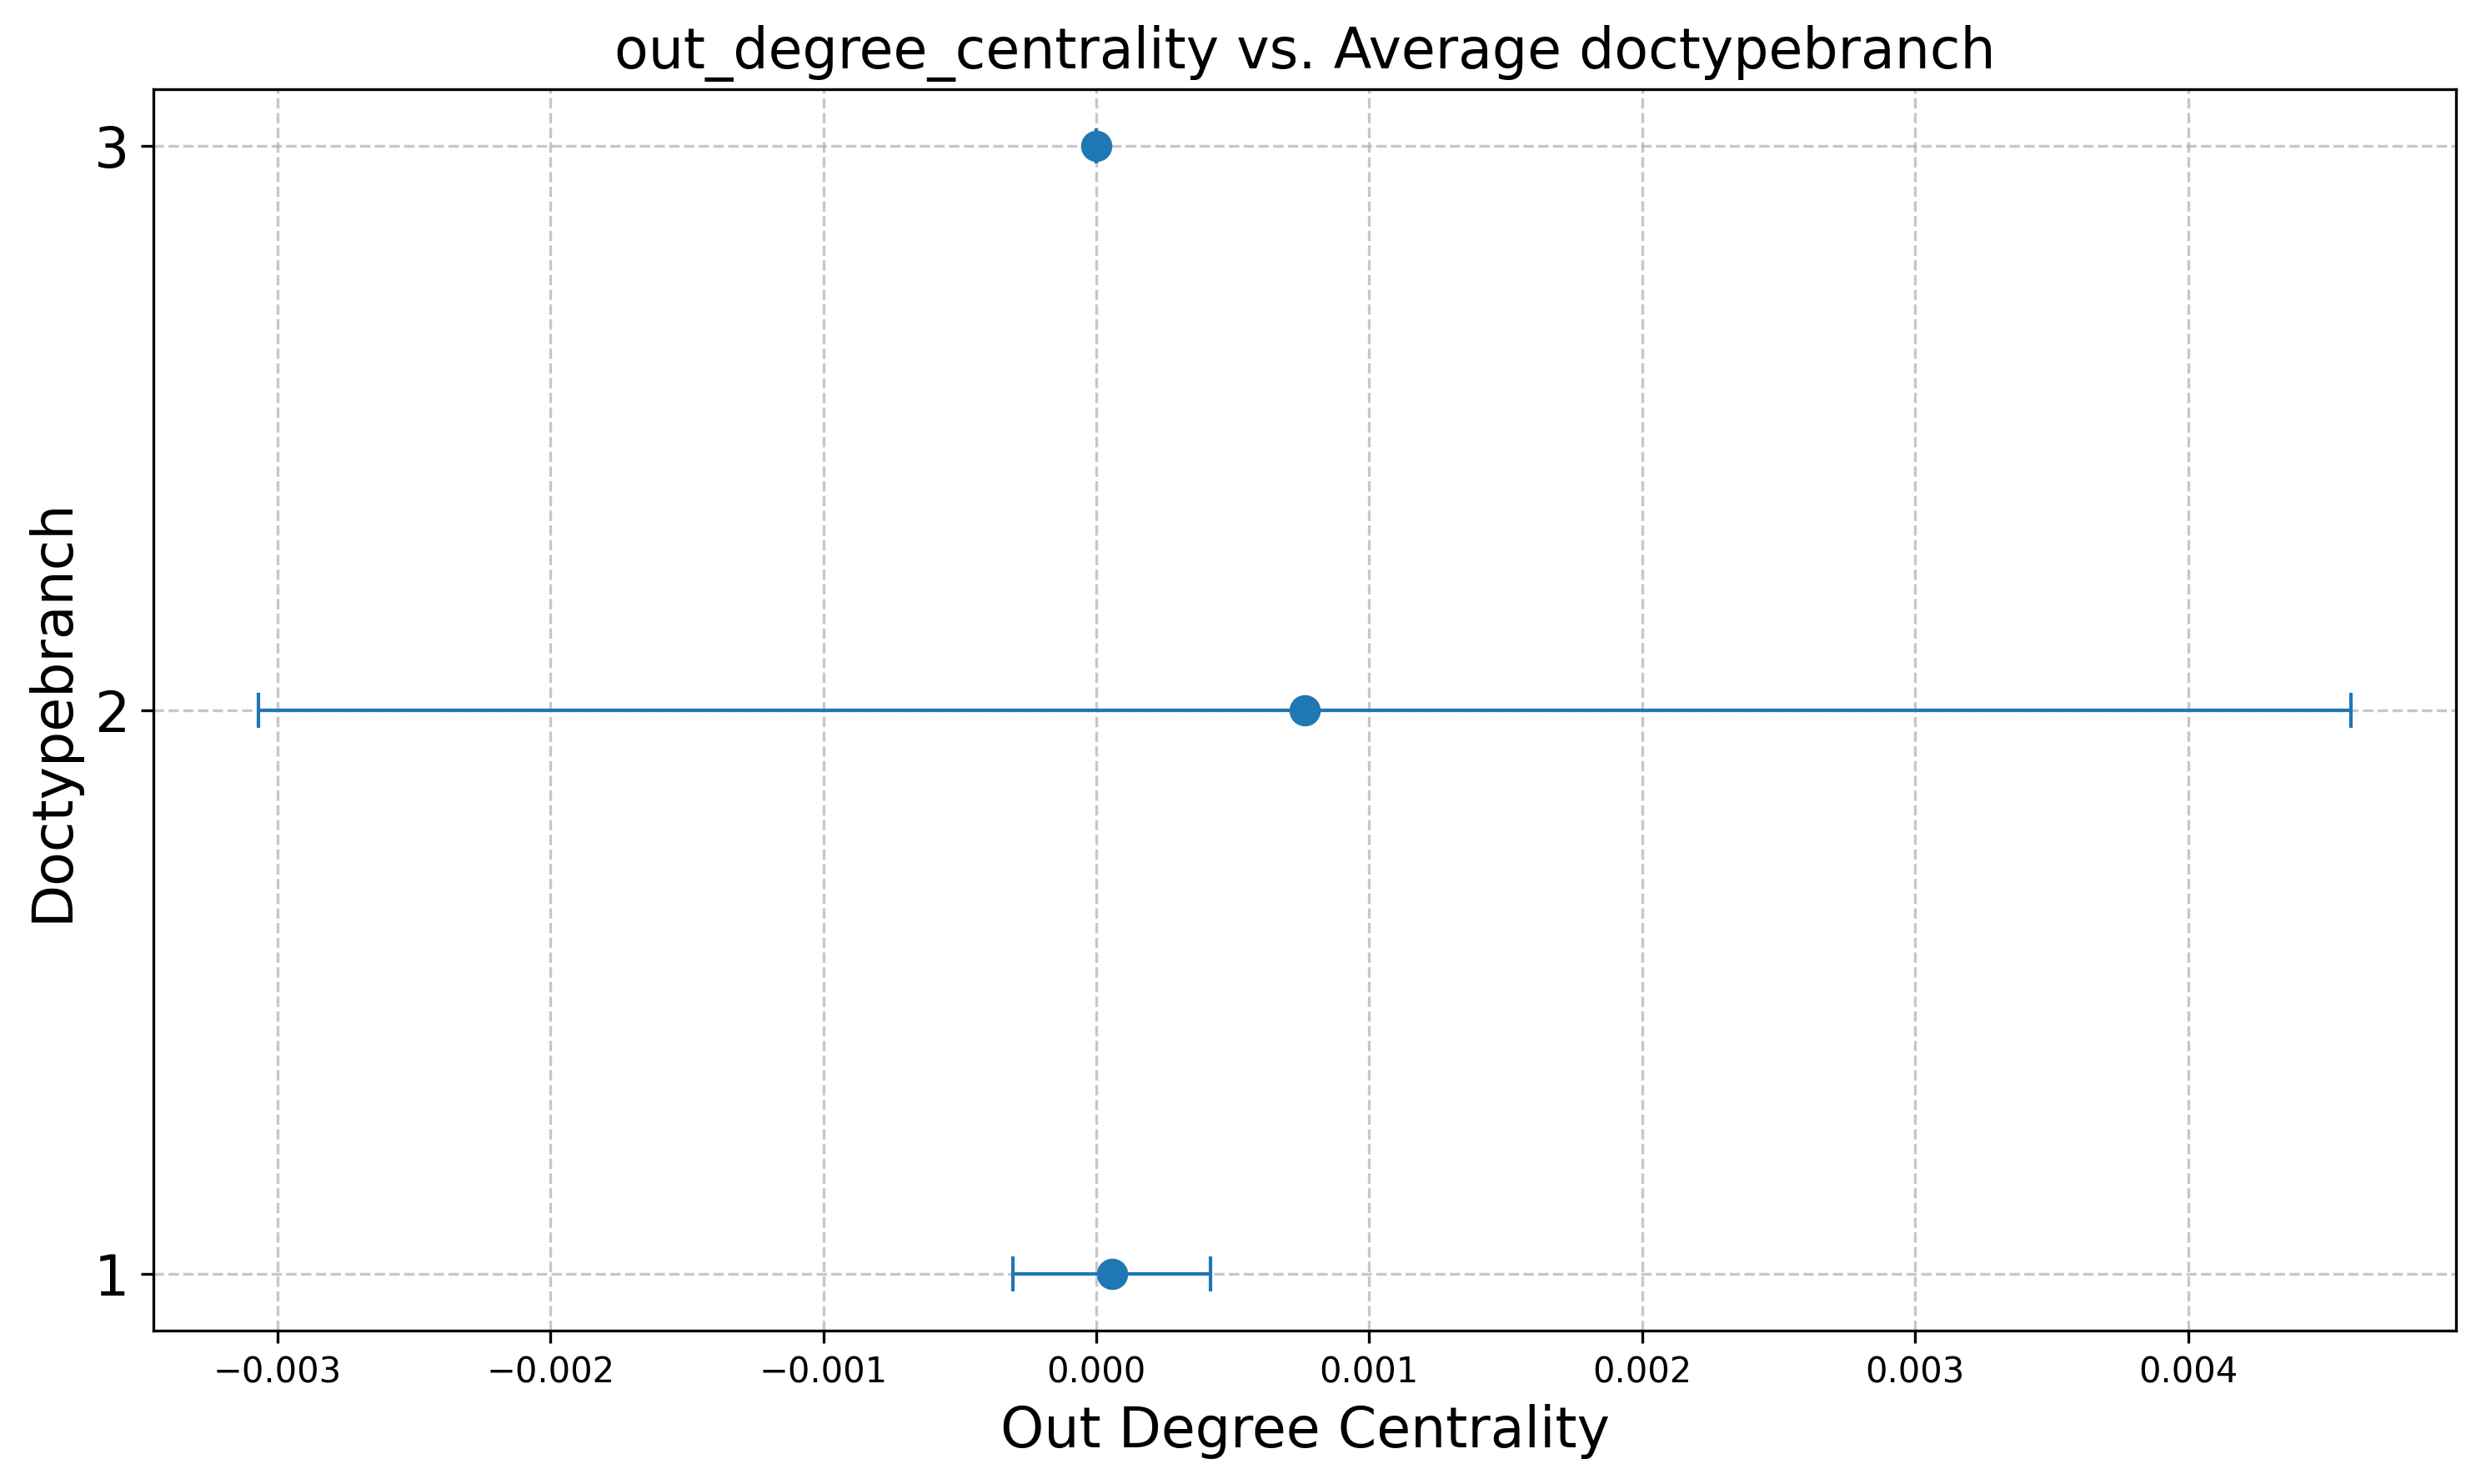 out_degree_centrality vs. Average doctypebranch
3
2
1
Doctypebranch
−0.003 −0.002 −0.001 0.000 0.001 0.002 0.003 0.004
Out Degree Centrality